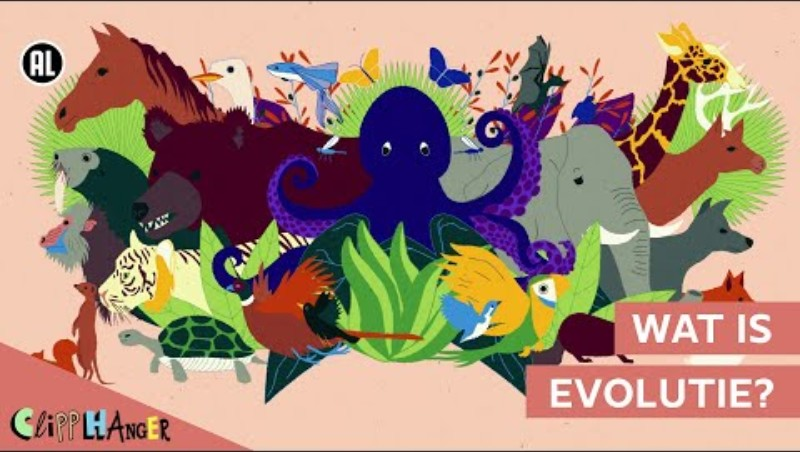 AL
WAT IS
EVOLUTIE?
CLiPPHANGER